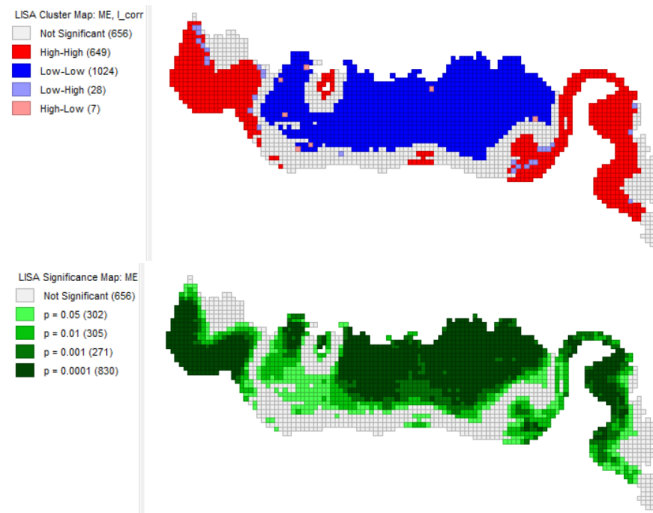 LISA Cluster Map: ME, I_corr
Not Significant (656)
High-High (649)
Low-Low (1024)
Low-High (28)
High-Low (7)
LISA Significance Map: ME
Not Significant (656)
p = 0.05 (302)
p = 0.01 (305)
p = 0.001 (271)
p = 0.0001 (830)